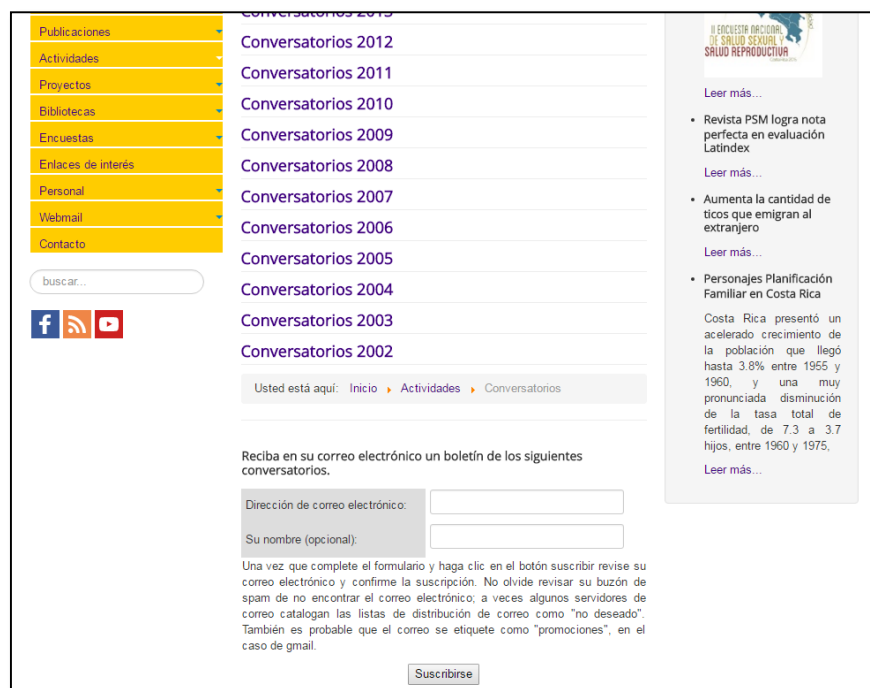 Publicaciones
Actividades
Proyectos
Bibliotecas
Encuestas
Enlaces de interés
Personal
Webmail
Contacto
buscar...
Conversatorios 2013
Conversatorios 2012
Conversatorios 2011
Conversatorios 2010
Conversatorios 2009
Conversatorios 2008
Conversatorios 2007
Conversatorios 2006
Conversatorios 2005
Conversatorios 2004
Conversatorios 2003
Conversatorios 2002
Usted está aquí: Inicio Actividades Conversatorios
Reciba en su correo electrónico un boletín de los siguientes
conversatorios.
Dirección de correo electrónico:
Su nombre (opcional):
Una vez que complete el formulario y haga clic en el botón suscribir revise su
correo electrónico y confirme la suscripción. No olvide revisar su buzón de
spam de no encontrar el correo electrónico; a veces algunos servidores de
correo catalogan las listas de distribución de correo como "no deseado".
También es probable que el correo se etiquete como "promociones", en el
caso de gmail.
Suscribirse
II ENCUESTA NACIONAL
DE SALUD SEXUAL Y
SALUD REPRODUCTIVA
Leer más...
Revista PSM logra nota
perfecta en evaluación
Latindex
Leer más...
Aumenta la cantidad de
ticos que emigran al
extranjero
Leer más...
Personajes Planificación
Familiar en Costa Rica
Costa Rica presentó un
acelerado crecimiento de
la población que llegó
hasta 3.8% entre 1955 y
1960, y una muy
pronunciada disminución
de la tasa total de
fertilidad, de 7.3 a 3.7
hijos, entre 1960 y 1975,
Leer más...